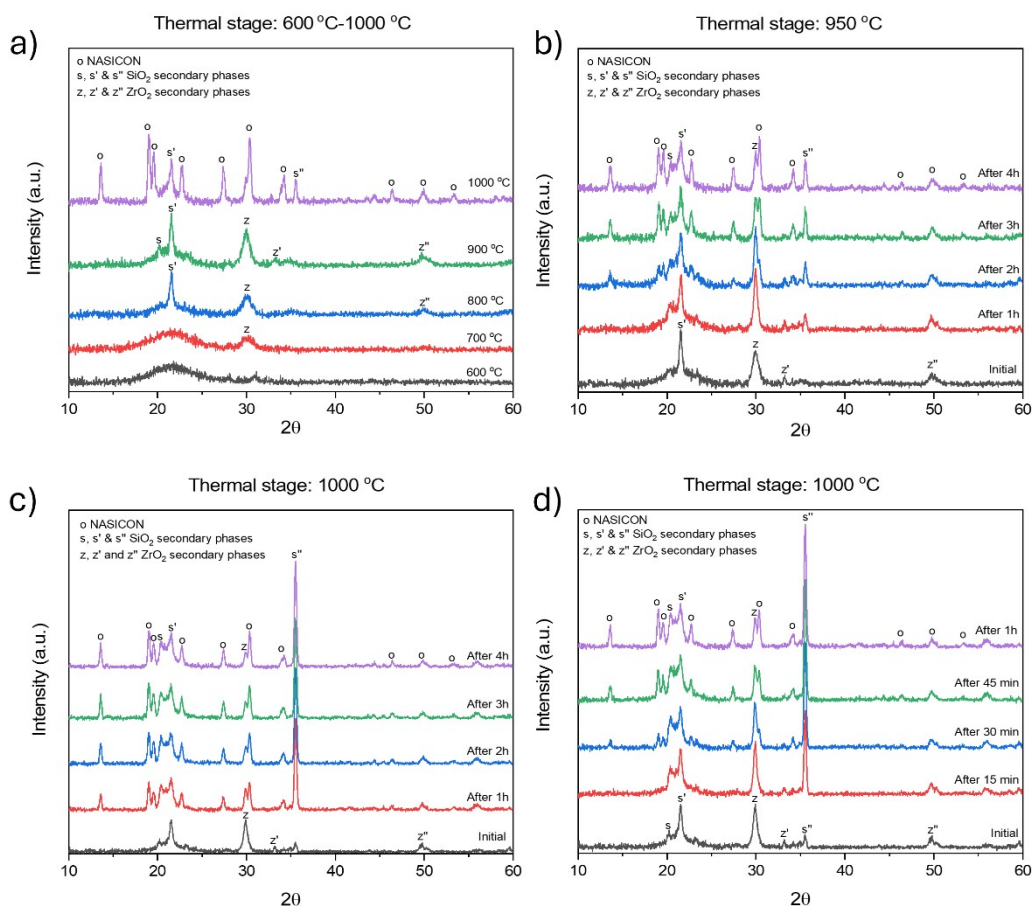 Thermal stage: 600 °C-1000 °C
a)
o NASICON
s, s' & s'' SiO₂ secondary phases
z, z' & z'' ZrO₂ secondary phases
o
o
o
s'
o
o
o
o
s''
o
o
o
1000 °C
s
s'
z
z'
z''
900 °C
s'
z
z''
800 °C
z
700 °C
600 °C
Intensity (a.u.)
10 20 30 40 50 60
2θ
Thermal stage: 950 °C
b)
o NASICON
s, s' & s'' SiO₂ secondary phases
z, z' & z'' ZrO₂ secondary phases
o
o
o
s
s'
o
o
z
o
o
s''
o
o
o
After 4h
After 3h
After 2h
After 1h
s'
z
z'
z''
Initial
Intensity (a.u.)
10 20 30 40 50 60
2θ
Thermal stage: 1000 °C
c)
o NASICON
s, s' & s'' SiO₂ secondary phases
z, z' and z'' ZrO₂ secondary phases
o
o
o
s
s'
o
o
z
o
o
s''
o
o
o
After 4h
After 3h
After 2h
After 1h
z
z'
z''
Initial
Intensity (a.u.)
10 20 30 40 50 60
2θ
Thermal stage: 1000 °C
d)
o NASICON
s, s' & s'' SiO₂ secondary phases
z, z' & z'' ZrO₂ secondary phases
o
o
o
s
s'
o
o
z
o
o
s''
o
o
o
After 1h
After 45 min
After 30 min
After 15 min
s
s'
z
z'
s''
z''
Initial
Intensity (a.u.)
10 20 30 40 50 60
2θ